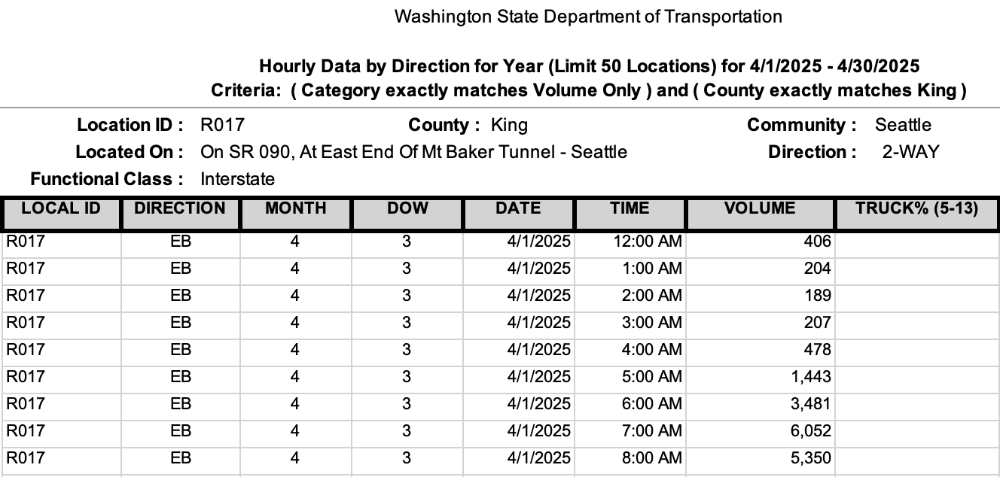 Washington State Department of Transportation
Hourly Data by Direction for Year (Limit 50 Locations) for 4/1/2025 - 4/30/2025
Criteria: ( Category exactly matches Volume Only ) and ( County exactly matches King )
Location ID : R017 County : King Community : Seattle
Located On : On SR 090, At East End Of Mt Baker Tunnel - Seattle Direction : 2-WAY
Functional Class : Interstate
LOCAL ID DIRECTION MONTH DOW DATE TIME VOLUME TRUCK% (5-13)
R017 EB 4 3 4/1/2025 12:00 AM 406
R017 EB 4 3 4/1/2025 1:00 AM 204
R017 EB 4 3 4/1/2025 2:00 AM 189
R017 EB 4 3 4/1/2025 3:00 AM 207
R017 EB 4 3 4/1/2025 4:00 AM 478
R017 EB 4 3 4/1/2025 5:00 AM 1,443
R017 EB 4 3 4/1/2025 6:00 AM 3,481
R017 EB 4 3 4/1/2025 7:00 AM 6,052
R017 EB 4 3 4/1/2025 8:00 AM 5,350